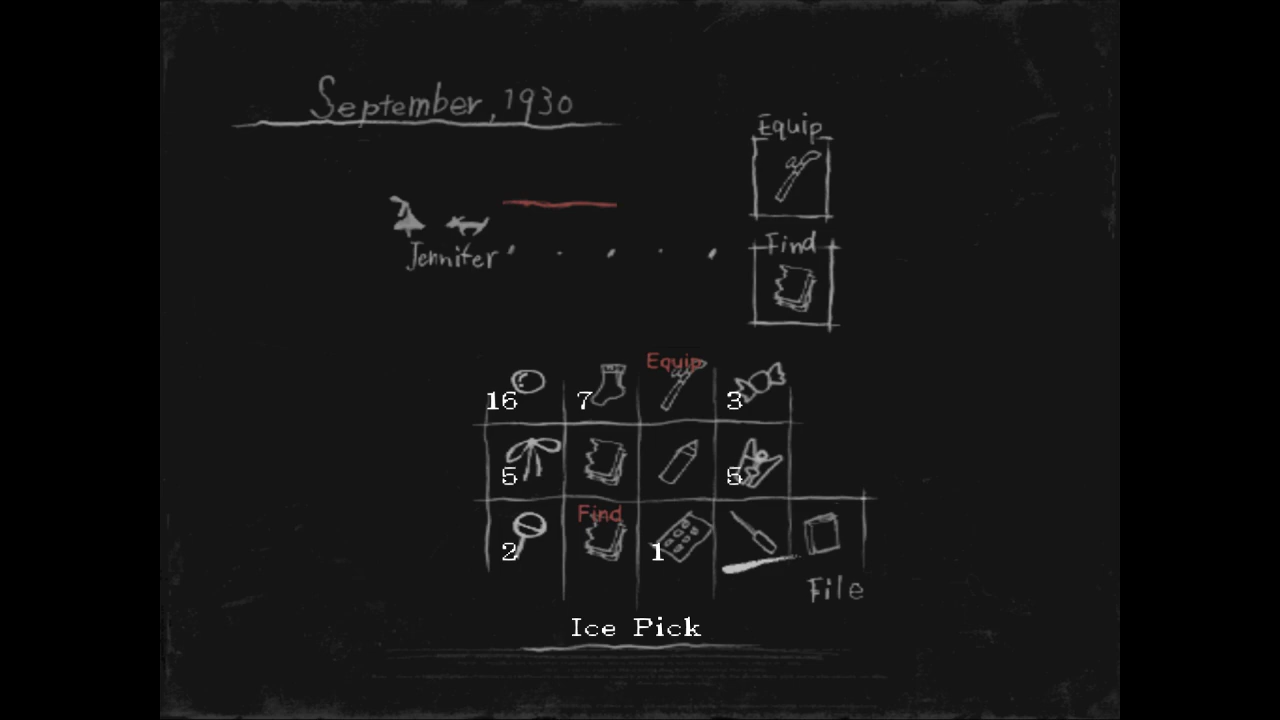 September, 1930
Equip
Jennifer
Find
Equip
16 7 3
5 5
Find
2 1
File
Ice Pick